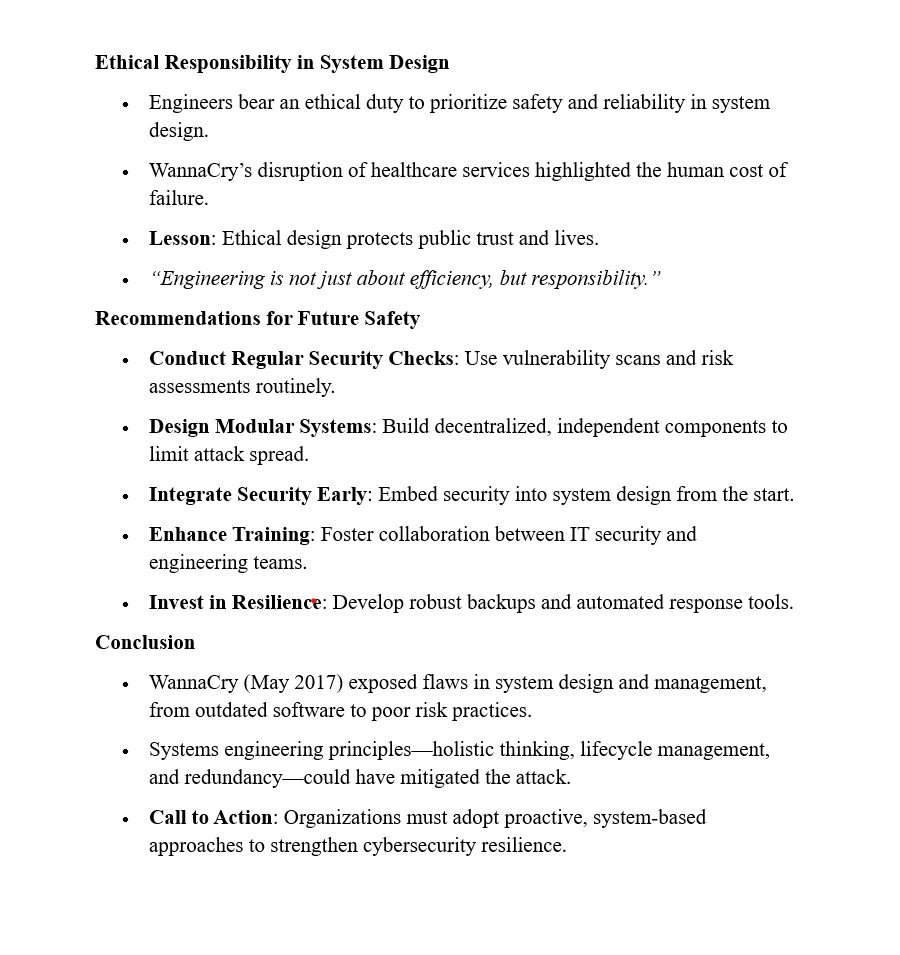 Ethical Responsibility in System Design
• Engineers bear an ethical duty to prioritize safety and reliability in system
design.
• WannaCry’s disruption of healthcare services highlighted the human cost of
failure.
• Lesson: Ethical design protects public trust and lives.
• “Engineering is not just about efficiency, but responsibility.”
Recommendations for Future Safety
• Conduct Regular Security Checks: Use vulnerability scans and risk
assessments routinely.
• Design Modular Systems: Build decentralized, independent components to
limit attack spread.
• Integrate Security Early: Embed security into system design from the start.
• Enhance Training: Foster collaboration between IT security and
engineering teams.
• Invest in Resilience: Develop robust backups and automated response tools.
Conclusion
• WannaCry (May 2017) exposed flaws in system design and management,
from outdated software to poor risk practices.
• Systems engineering principles—holistic thinking, lifecycle management,
and redundancy—could have mitigated the attack.
• Call to Action: Organizations must adopt proactive, system-based
approaches to strengthen cybersecurity resilience.